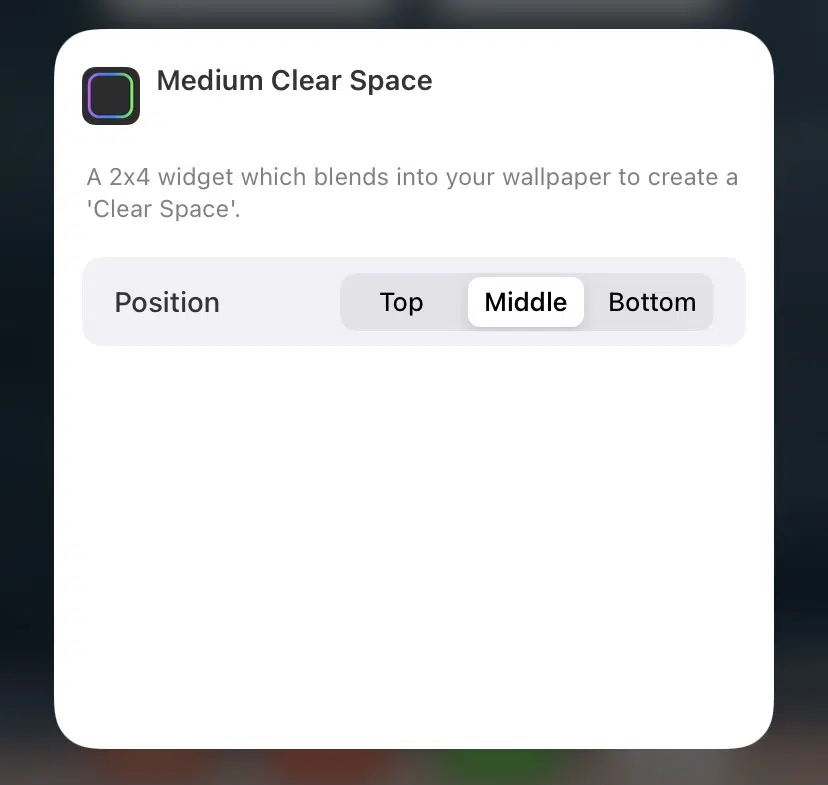 Medium Clear Space
A 2x4 widget which blends into your wallpaper to create a
'Clear Space'.
Position Top Middle Bottom